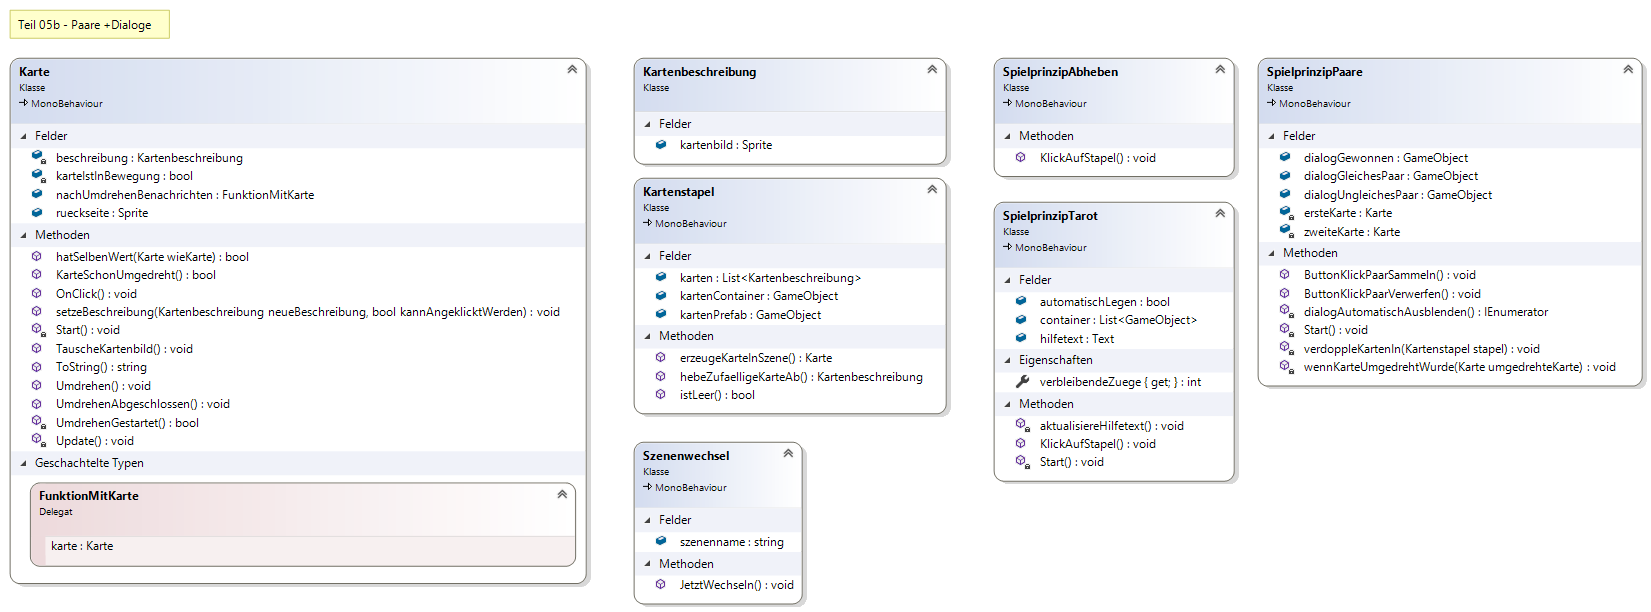 Teil 05b - Paare +Dialoge
Karte
Klasse
MonoBehaviour
Felder
beschreibung : Kartenbeschreibung
karteIstInBewegung : bool
nachUmdrehenBenachrichten : FunktionMitKarte
rueckseite : Sprite
Methoden
hatSelbenWert(Karte wieKarte) : bool
KarteSchonUmgedreht() : bool
OnClick() : void
setzeBeschreibung(Kartenbeschreibung neueBeschreibung, bool kannAngeklicktWerden) : void
Start() : void
TauscheKartenbild() : void
ToString() : string
Umdrehen() : void
UmdrehenAbgeschlossen() : void
UmdrehenGestartet() : bool
Update() : void
Geschachtelte Typen
FunktionMitKarte
Delegat
karte : Karte
Kartenbeschreibung
Klasse
Felder
kartenbild : Sprite
Kartenstapel
Klasse
MonoBehaviour
Felder
karten : List<Kartenbeschreibung>
kartenContainer : GameObject
kartenPrefab : GameObject
Methoden
erzeugeKarteInSzene() : Karte
hebeZufaelligeKarteAb() : Kartenbeschreibung
istLeer() : bool
Szenenwechsel
Klasse
MonoBehaviour
Felder
szenenname : string
Methoden
JetztWechseln() : void
SpielprinzipAbheben
Klasse
MonoBehaviour
Methoden
KlickAufStapel() : void
SpielprinzipTarot
Klasse
MonoBehaviour
Felder
automatischLegen : bool
container : List<GameObject>
hilfetext : Text
Eigenschaften
verbleibendeZuege { get; } : int
Methoden
aktualisiereHilfetext() : void
KlickAufStapel() : void
Start() : void
SpielprinzipPaare
Klasse
MonoBehaviour
Felder
dialogGewonnen : GameObject
dialogGleichesPaar : GameObject
dialogUngleichesPaar : GameObject
ersteKarte : Karte
zweiteKarte : Karte
Methoden
ButtonKlickPaarSammeln() : void
ButtonKlickPaarVerwerfen() : void
dialogAutomatischAusblenden() : IEnumerator
Start() : void
verdoppleKartenIn(Kartenstapel stapel) : void
wennKarteUmgedrehtWurde(Karte umgedrehteKarte) : void